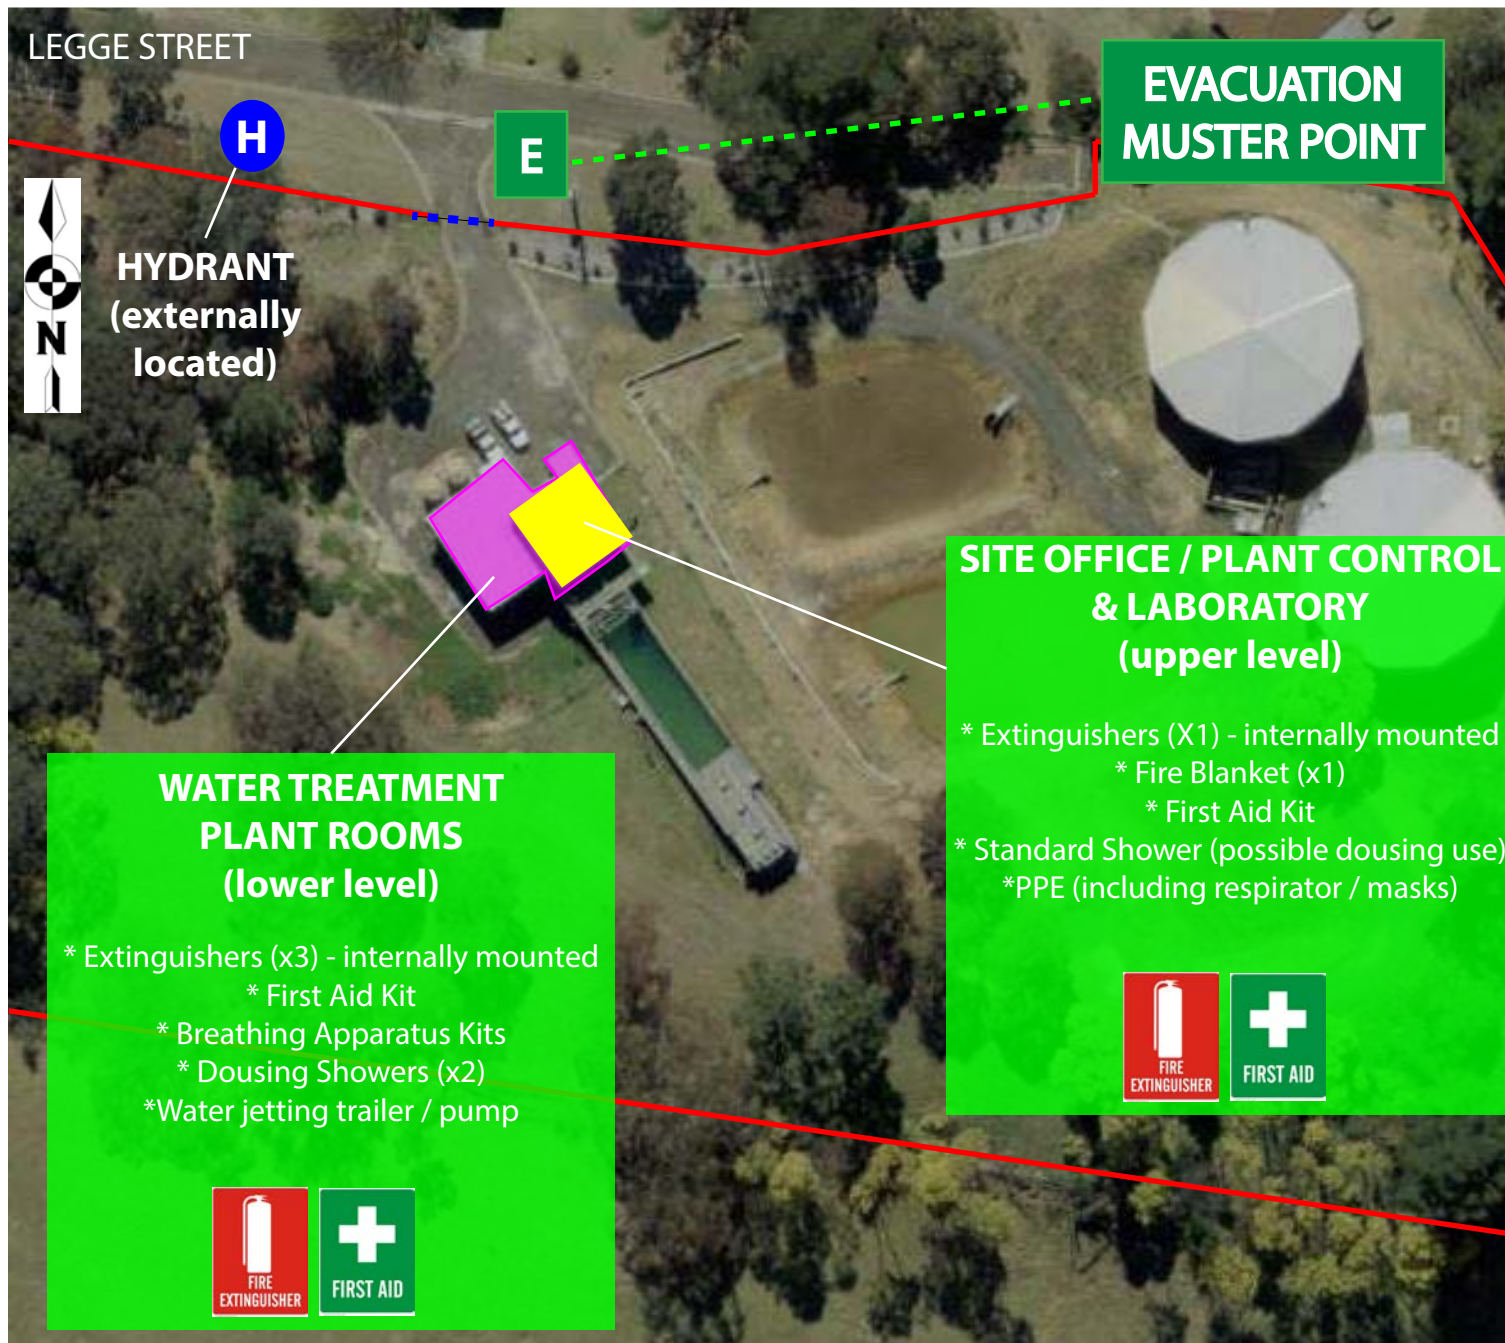 LEGGE STREET
H
E
EVACUATION
MUSTER POINT
HYDRANT
(externally
located)
N
SITE OFFICE / PLANT CONTROL
& LABORATORY
(upper level)
* Extinguishers (X1) - internally mounted
* Fire Blanket (x1)
* First Aid Kit
* Standard Shower (possible dousing use)
*PPE (including respirator / masks)
FIRE
EXTINGUISHER
FIRST AID
WATER TREATMENT
PLANT ROOMS
(lower level)
* Extinguishers (x3) - internally mounted
* First Aid Kit
* Breathing Apparatus Kits
* Dousing Showers (x2)
*Water jetting trailer / pump
FIRE
EXTINGUISHER
FIRST AID